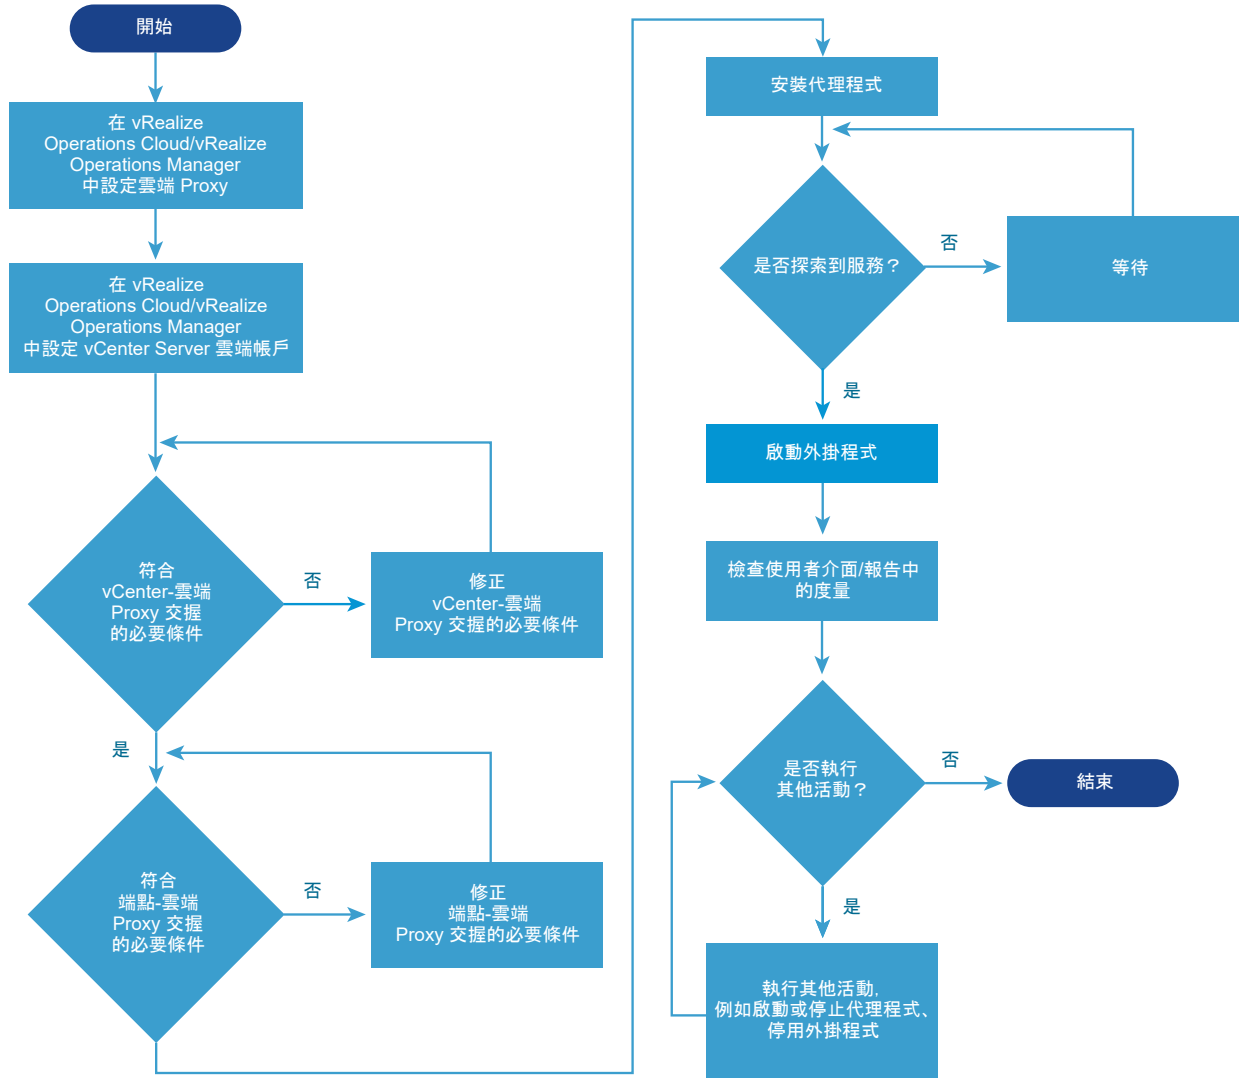 開始
在 vRealize
Operations Cloud/vRealize
Operations Manager
中設定雲端 Proxy
在 vRealize
Operations Cloud/vRealize
Operations Manager
中設定 vCenter Server 雲端帳戶
符合
vCenter-雲端
Proxy 交握
的必要條件
否
修正
vCenter-雲端
Proxy 交握的必要條件
是
符合
端點-雲端
Proxy 交握
的必要條件
否
修正
端點-雲端
Proxy 交握的必要條件
安裝代理程式
是否探索到服務？
否
等待
是
啟動外掛程式
檢查使用者介面/報告中
的度量
是否執行
其他活動？
否
結束
是
執行其他活動,
例如啟動或停止代理程式、
停用外掛程式